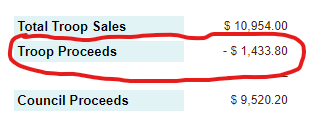 Total Troop Sales $ 10,954.00
Troop Proceeds - $ 1,433.80
Council Proceeds $ 9,520.20